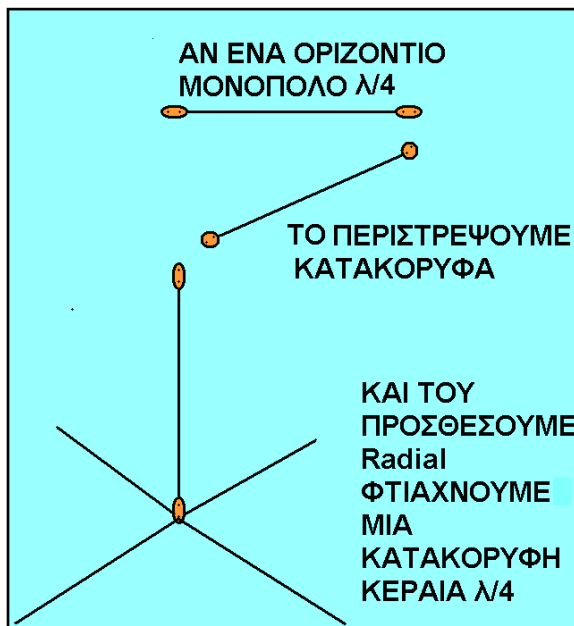 ΑΝ ΕΝΑ ΟΡΙΖΟΝΤΙΟ
ΜΟΝΟΠΟΛΟ λ/4
ΤΟ ΠΕΡΙΣΤΡΕΨΟΥΜΕ
ΚΑΤΑΚΟΡΥΦΑ
ΚΑΙ ΤΟΥ
ΠΡΟΣΘΕΣΟΥΜΕ
Radial
ΦΤΙΑΧΝΟΥΜΕ
ΜΙΑ
ΚΑΤΑΚΟΡΥΦΗ
ΚΕΡΑΙΑ λ/4